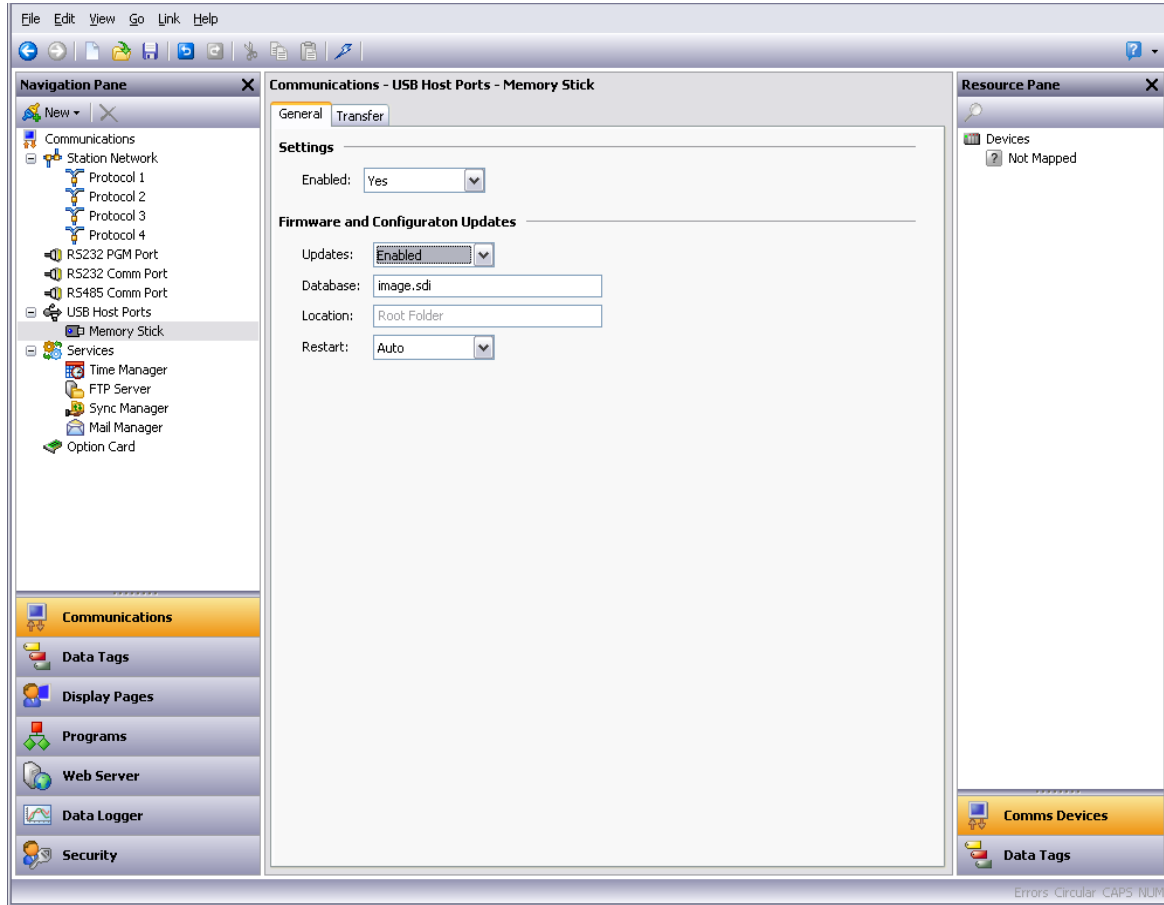 File Edit View Go Link Help
Navigation Pane
New
Communications
Station Network
Protocol 1
Protocol 2
Protocol 3
Protocol 4
RS232 PGM Port
RS232 Comm Port
RS485 Comm Port
USB Host Ports
Memory Stick
Services
Time Manager
FTP Server
Sync Manager
Mail Manager
Option Card
Communications
Data Tags
Display Pages
Programs
Web Server
Data Logger
Security
Communications - USB Host Ports - Memory Stick
General Transfer
Settings
Enabled: Yes
Firmware and Configuraton Updates
Updates: Enabled
Database: image.sdi
Location: Root Folder
Restart: Auto
Resource Pane
Devices
Not Mapped
Comms Devices
Data Tags
Errors Circular CAPS NUM